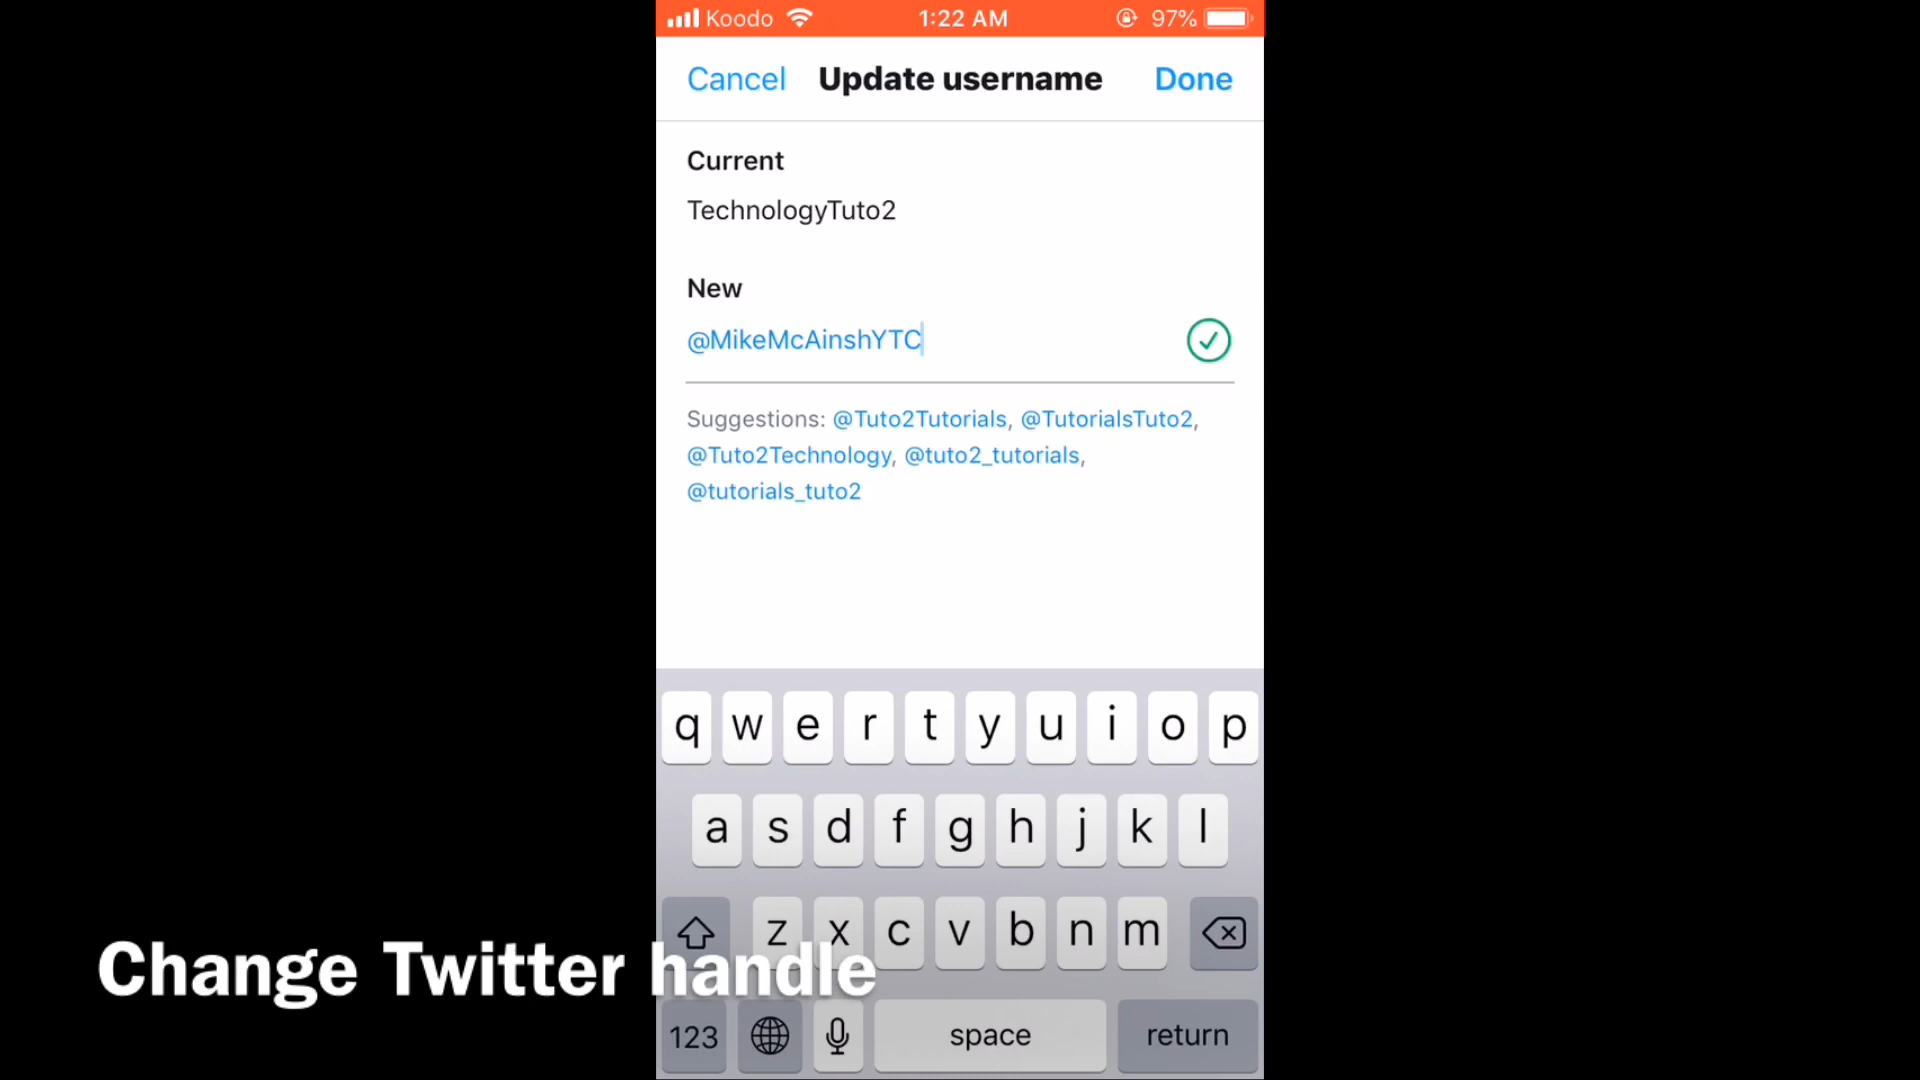 Koodo 1:22 AM 97%
Cancel Update username Done
Current
TechnologyTuto2
New
@MikeMcAinshYTC
Suggestions: @Tuto2Tutorials, @TutorialsTuto2,
@Tuto2Technology, @tuto2_tutorials,
@tutorials_tuto2
q w e r t y u i o p
a s d f g h j k l
z x c v b n m
Change Twitter handle
123 space return